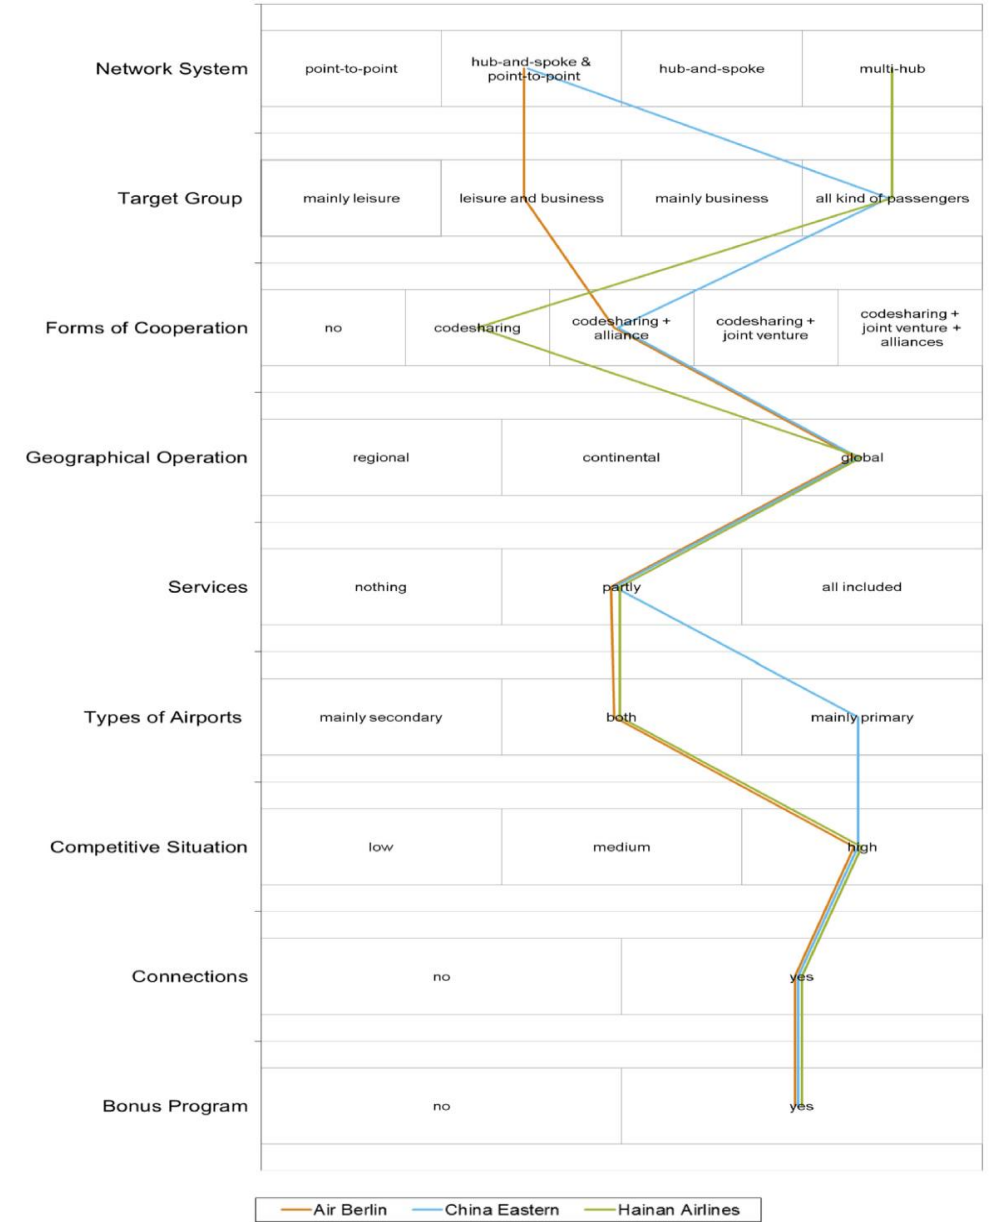 Network System
point-to-point
hub-and-spoke &
point-to-point
hub-and-spoke
multi-hub
Target Group
mainly leisure
leisure and business
mainly business
all kind of passengers
Forms of Cooperation
no
codesharing
codesharing +
alliance
codesharing +
joint venture
codesharing +
joint venture +
alliances
Geographical Operation
regional
continental
global
Services
nothing
partly
all included
Types of Airports
mainly secondary
both
mainly primary
Competitive Situation
low
medium
high
Connections
no
yes
Bonus Program
no
yes
Air Berlin
China Eastern
Hainan Airlines